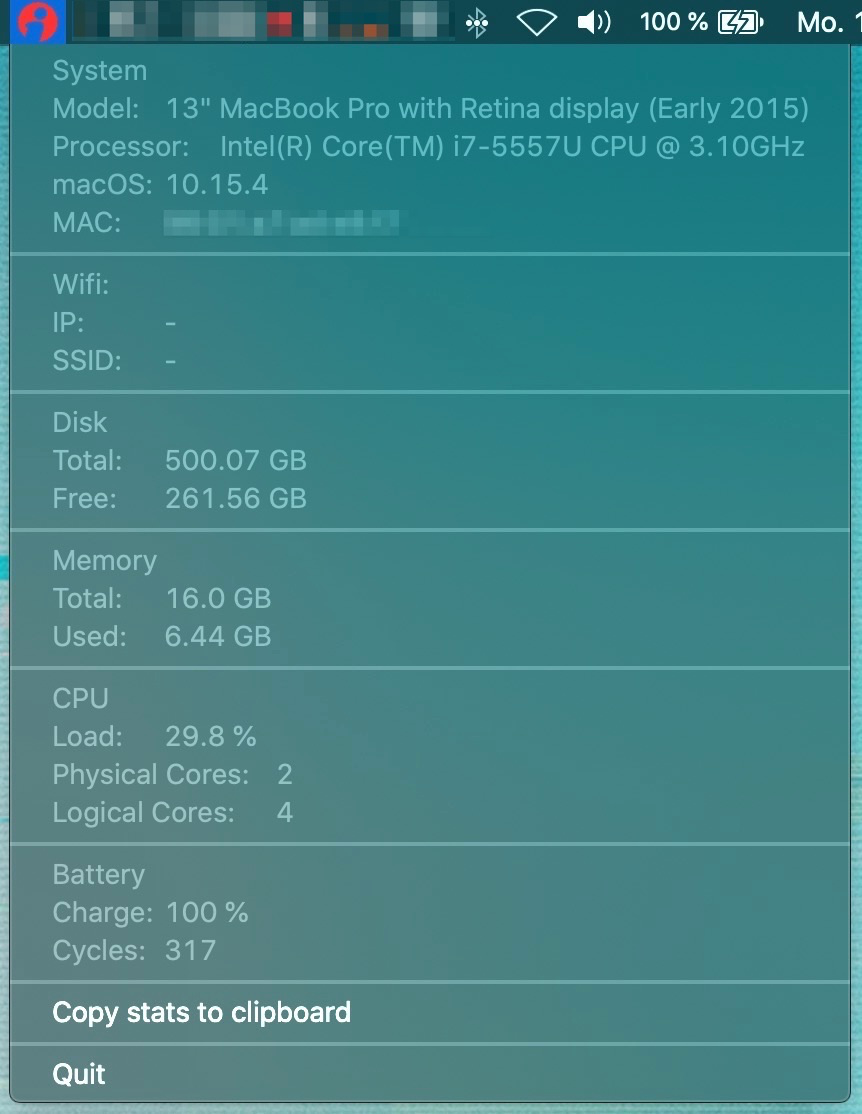 100 %
Mo. 1
System
Model: 13" MacBook Pro with Retina display (Early 2015)
Processor: Intel(R) Core(TM) i7-5557U CPU @ 3.10GHz
macOS: 10.15.4
MAC:
Wifi:
IP: -
SSID: -
Disk
Total: 500.07 GB
Free: 261.56 GB
Memory
Total: 16.0 GB
Used: 6.44 GB
CPU
Load: 29.8 %
Physical Cores: 2
Logical Cores: 4
Battery
Charge: 100 %
Cycles: 317
Copy stats to clipboard
Quit